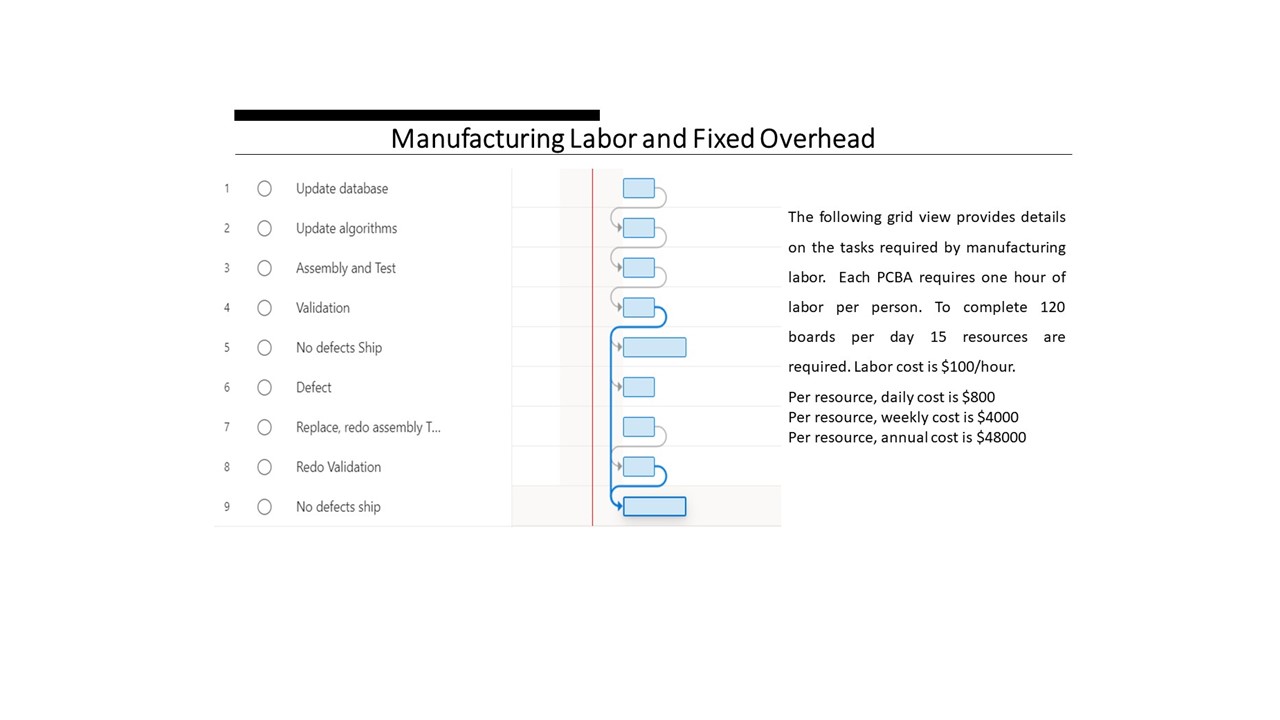 Manufacturing Labor and Fixed Overhead
1 Update database
2 Update algorithms
3 Assembly and Test
4 Validation
5 No defects Ship
6 Defect
7 Replace, redo assembly T...
8 Redo Validation
9 No defects ship
The following grid view provides details
on the tasks required by manufacturing
labor. Each PCBA requires one hour of
labor per person. To complete 120
boards per day 15 resources are
required. Labor cost is $100/hour.
Per resource, daily cost is $800
Per resource, weekly cost is $4000
Per resource, annual cost is $48000